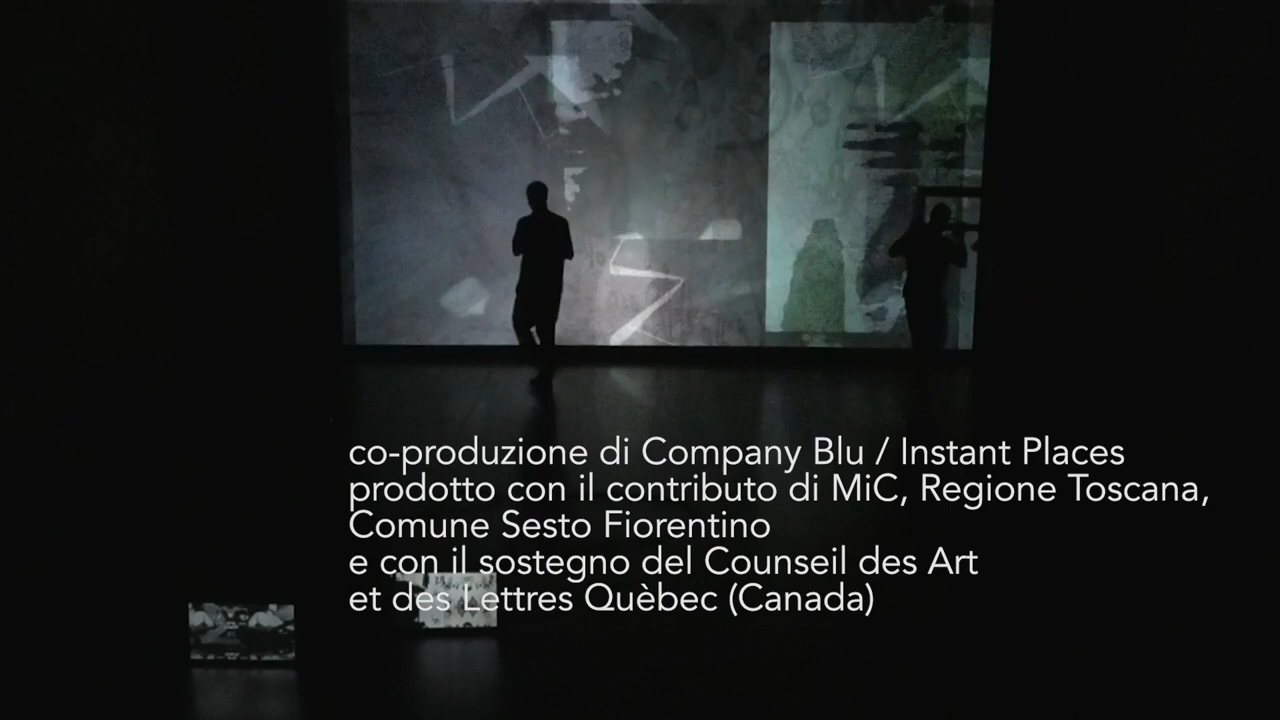 co-produzione di Company Blu / Instant Places
prodotto con il contributo di MiC, Regione Toscana,
Comune Sesto Fiorentino
e con il sostegno del Counseil des Art
et des Lettres Quèbec (Canada)